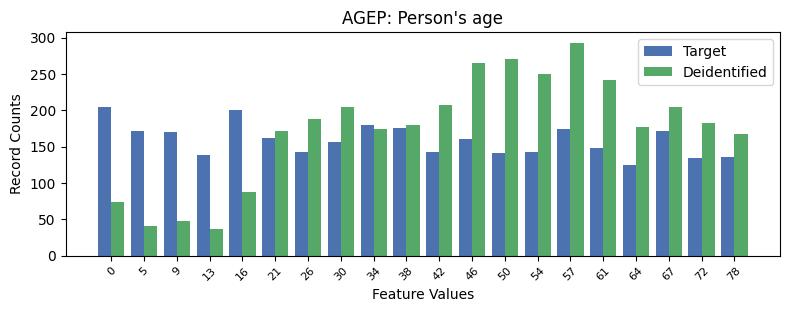 AGEP: Person's age
Target
Deidentified
Record Counts
300
250
200
150
100
50
0
0 5 9 13 16 21 26 30 34 38 42 46 50 54 57 61 64 67 72 78
Feature Values